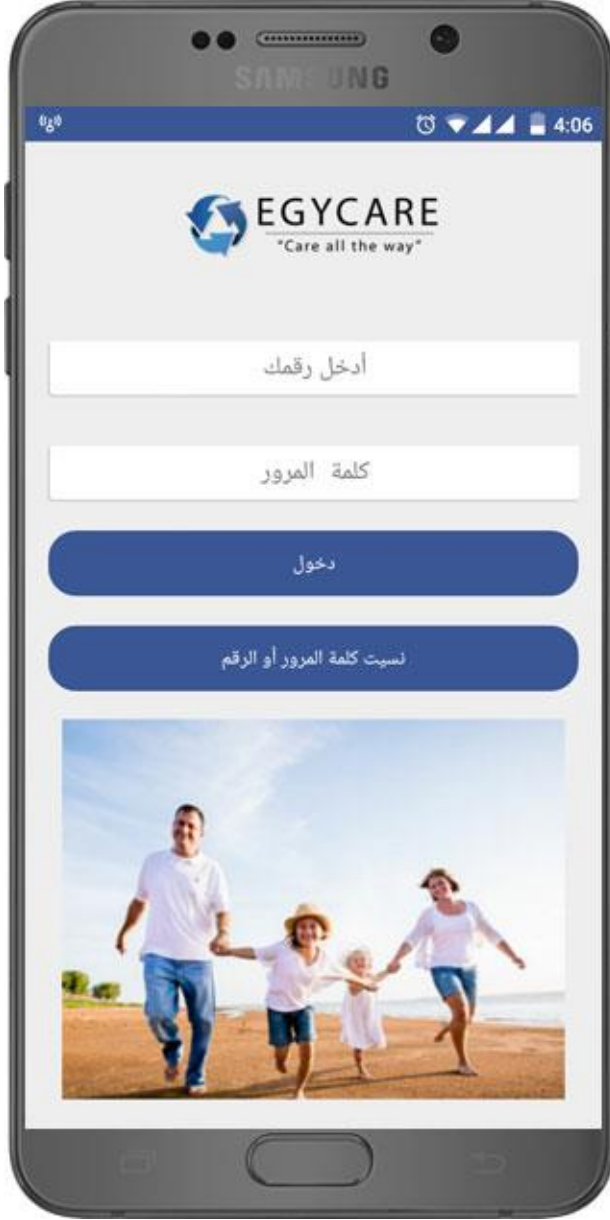 SAMSUNG
4:06
EGYCARE
"Care all the way"
أدخل رقمك
كلمة المرور
دخول
نسيت كلمة المرور أو الرقم